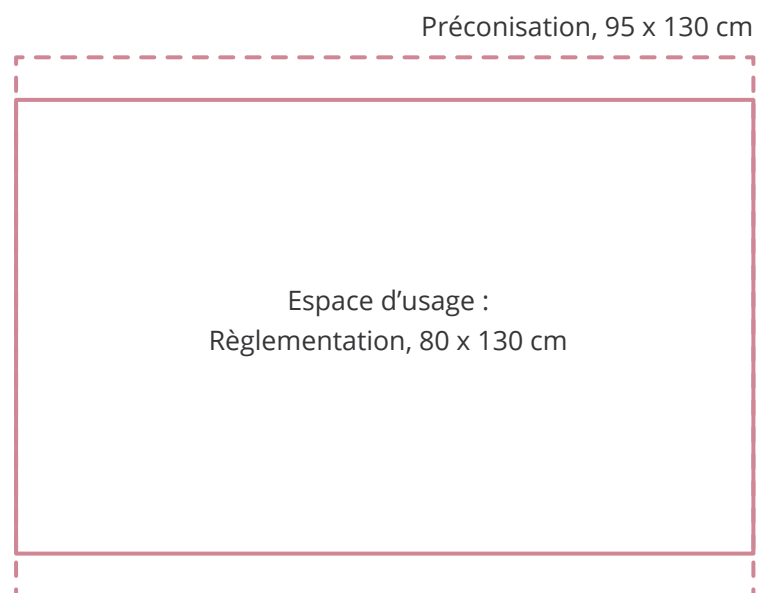 Préconisation, 95 x 130 cm
Espace d’usage :
Règlementation, 80 x 130 cm